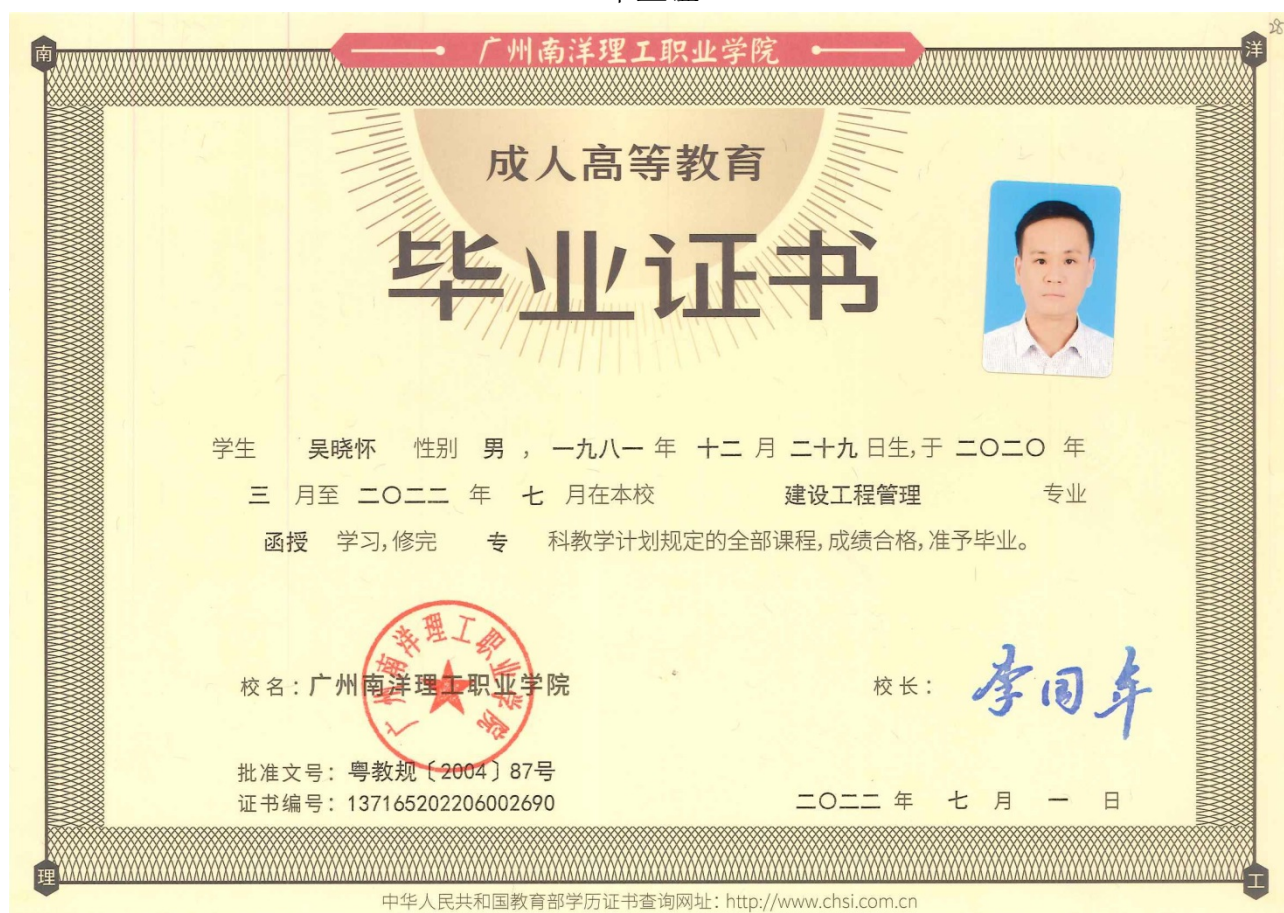 28
广州南洋理工职业学院
南
洋
成人高等教育
毕业证书
学生 吴晓怀 性别 男 ， 一九八一 年 十二 月 二十九 日生,于 二〇二〇 年
三 月至 二〇二二 年 七 月在本校 建设工程管理 专业
函授 学习,修完 专 科教学计划规定的全部课程,成绩合格,准予毕业。
广州南洋理工职业学院
校名：广州南洋理工职业学院
校长：
批准文号：粤教规〔2004〕87号
证书编号：137165202206002690
二〇二二 年 七 月 一 日
理
工
中华人民共和国教育部学历证书查询网址：http://www.chsi.com.cn